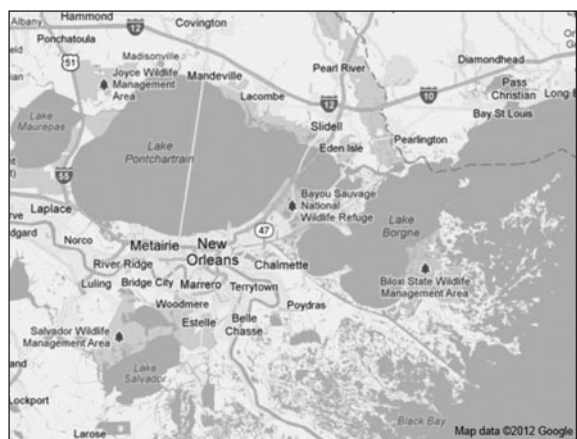 Albany
Hammond
12
Covington
Ponchatoula
51
Madisonville
Joyce Wildlife
Management
Area
Mandeville
Pearl River
Diamondhead
Lacombe
12
10
Pass
Christian
Long
Bay St Louis
Lake
Maurepas
Slidell
Lake
Pontchartrain
Eden Isle
Pearlington
55
Bayou Sauvage
National
Wildlife Refuge
Laplace
47
Lake
Borgne
Norco
Metairie
New
Orleans
River Ridge
Chalmette
Luling
Bridge City
Marrero
Terrytown
Biloxi State Wildlife
Management Area
Woodmere
Poydras
Estelle
Belle
Chasse
Salvador Wildlife
Management Area
Lake
Salvador
Lockport
Larose
Black Bay
Map data ©2012 Google